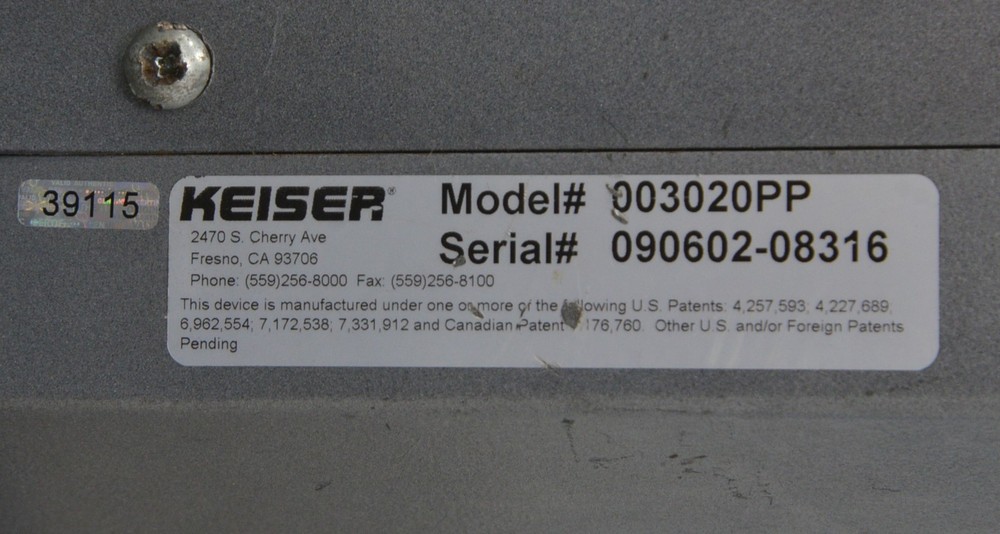 39115
KEISER®
Model# 003020PP
2470 S. Cherry Ave
Serial# 090602-08316
Fresno, CA 93706
Phone: (559)256-8000 Fax: (559)256-8100
This device is manufactured under one or more of the following U.S. Patents: 4,257,593; 4,227,689;
6,962,554; 7,172,538; 7,331,912 and Canadian Patent 176,760. Other U.S. and/or Foreign Patents
Pending